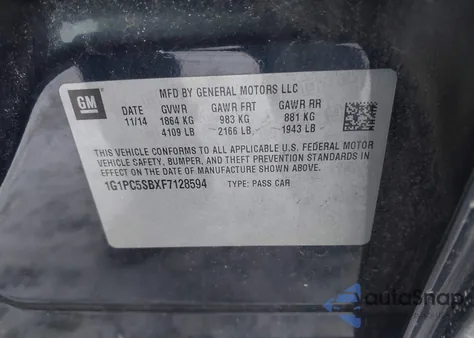 GM
MFD BY GENERAL MOTORS LLC
DATE GVWR GAWR FRT GAWR RR
11/14 1864 KG 983 KG 881 KG
4109 LB 2166 LB 1943 LB
THIS VEHICLE CONFORMS TO ALL APPLICABLE U.S. FEDERAL MOTOR
VEHICLE SAFETY, BUMPER, AND THEFT PREVENTION STANDARDS IN
EFFECT ON THE DATE OF MANUFACTURE SHOWN ABOVE.
1G1PC5SBXF7128594 TYPE: PASS CAR
autoSnap